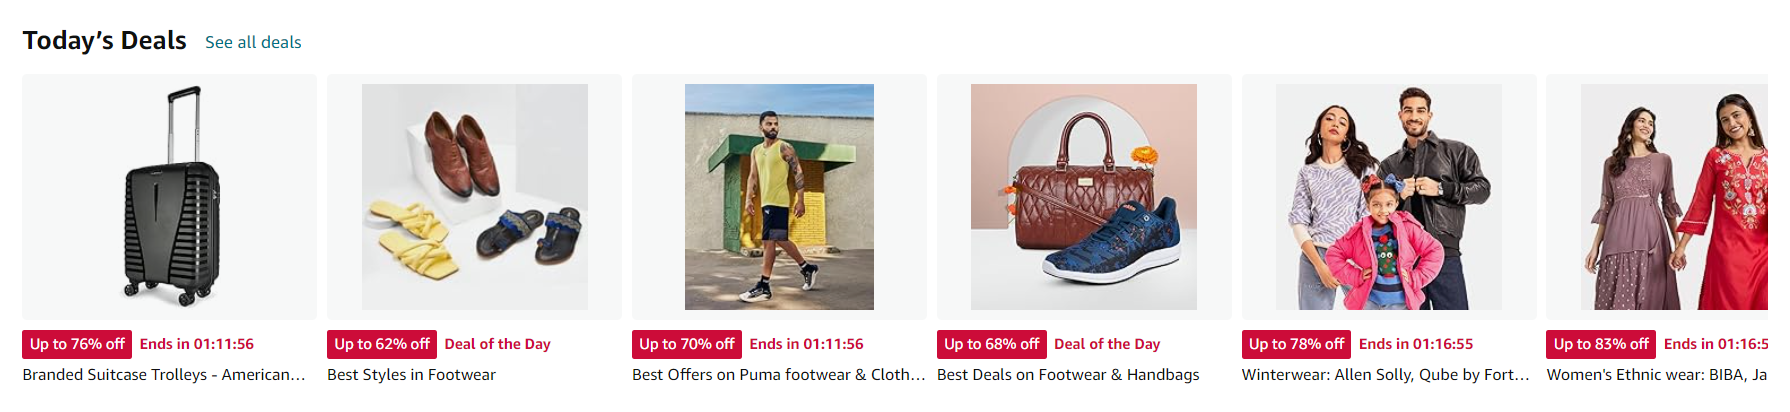 Today’s Deals See all deals
Up to 76% off Ends in 01:11:56
Branded Suitcase Trolleys - American...
Up to 62% off Deal of the Day
Best Styles in Footwear
Up to 70% off Ends in 01:11:56
Best Offers on Puma footwear & Cloth...
Up to 68% off Deal of the Day
Best Deals on Footwear & Handbags
Up to 78% off Ends in 01:16:55
Winterwear: Allen Solly, Qube by Fort...
Up to 83% off Ends in 01:16:5
Women's Ethnic wear: BIBA, Ja